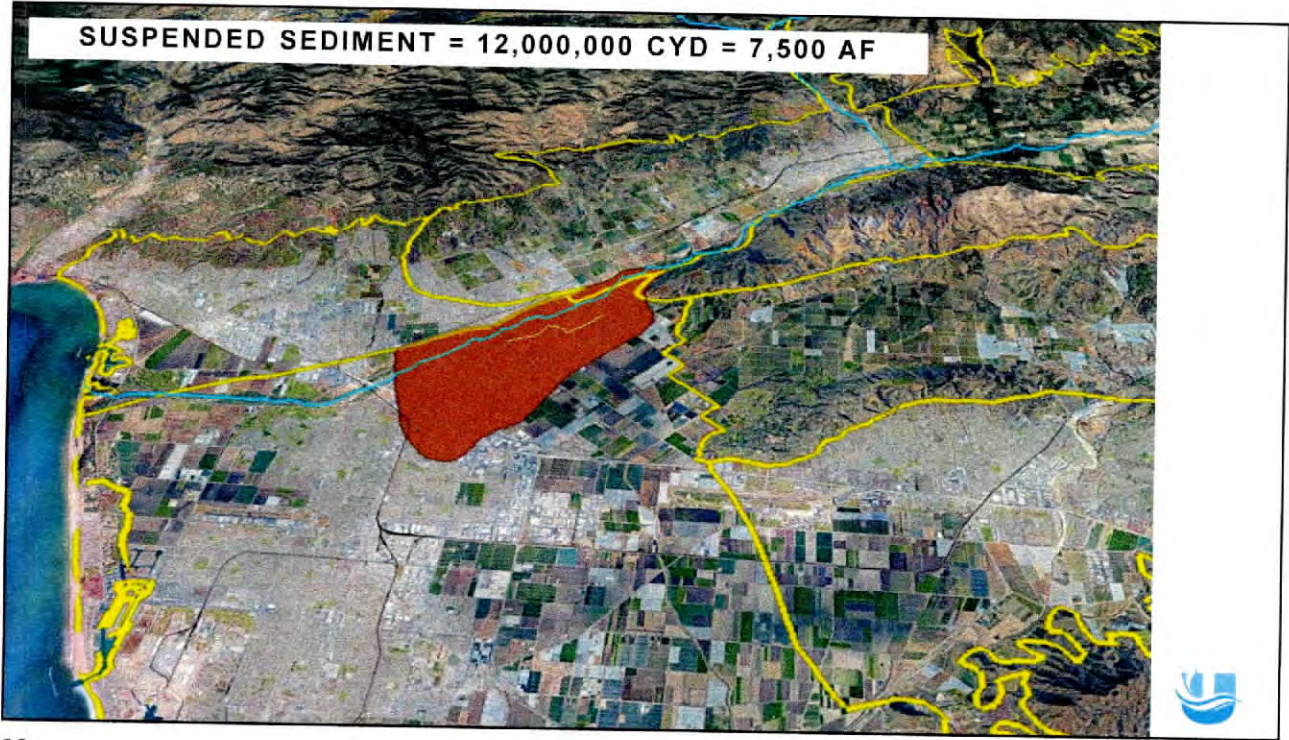 SUSPENDED SEDIMENT = 12,000,000 CYD = 7,500 AF